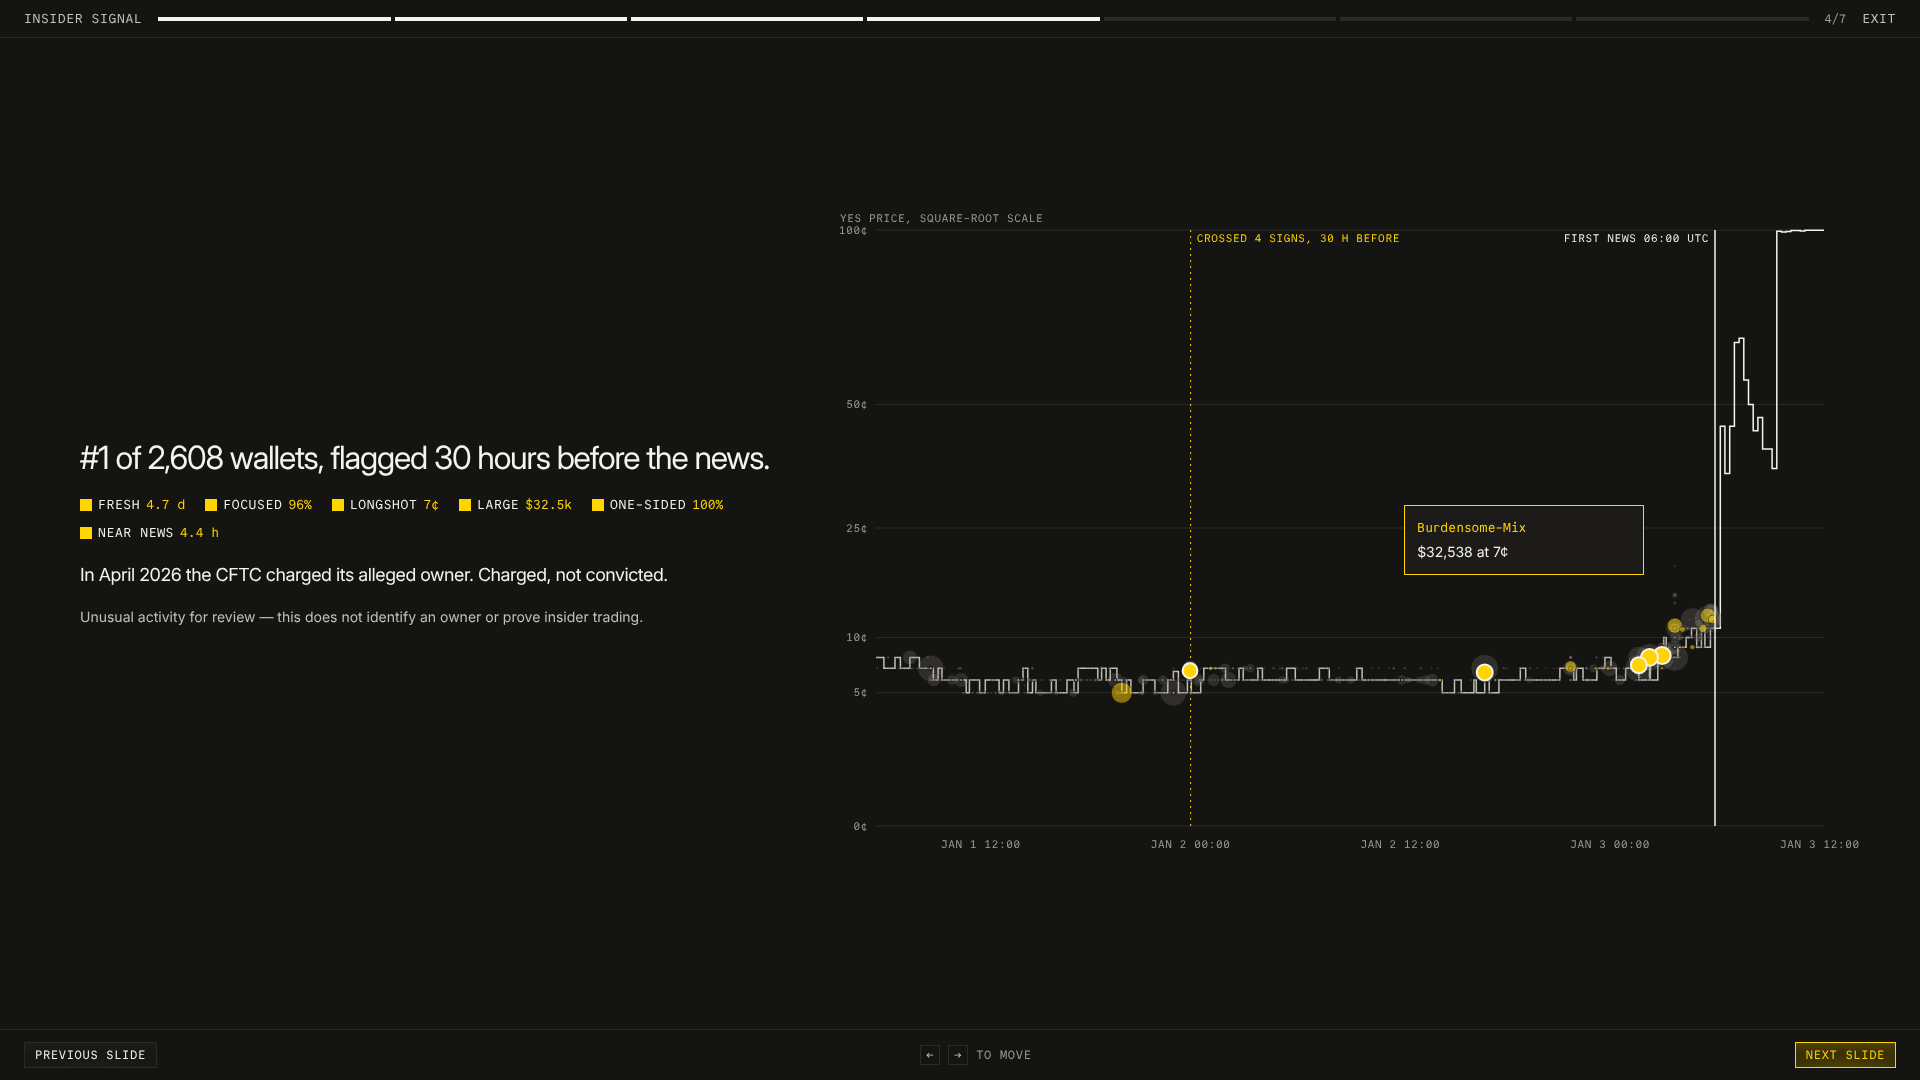 INSIDER SIGNAL
4/7 EXIT
YES PRICE, SQUARE-ROOT SCALE
100¢
CROSSED 4 SIGNS, 30 H BEFORE
FIRST NEWS 06:00 UTC
50¢
#1 of 2,608 wallets, flagged 30 hours before the news.
FRESH 4.7 d FOCUSED 96% LONGSHOT 7¢ LARGE $32.5k ONE-SIDED 100%
NEAR NEWS 4.4 h
In April 2026 the CFTC charged its alleged owner. Charged, not convicted.
Unusual activity for review — this does not identify an owner or prove insider trading.
25¢
Burdensome-Mix
$32,538 at 7¢
10¢
5¢
0¢
JAN 1 12:00 JAN 2 00:00 JAN 2 12:00 JAN 3 00:00 JAN 3 12:00
PREVIOUS SLIDE
← → TO MOVE
NEXT SLIDE